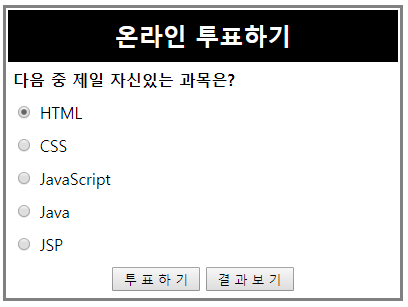 온라인 투표하기
다음 중 제일 자신있는 과목은?
HTML
CSS
JavaScript
Java
JSP
투 표 하 기 결 과 보 기